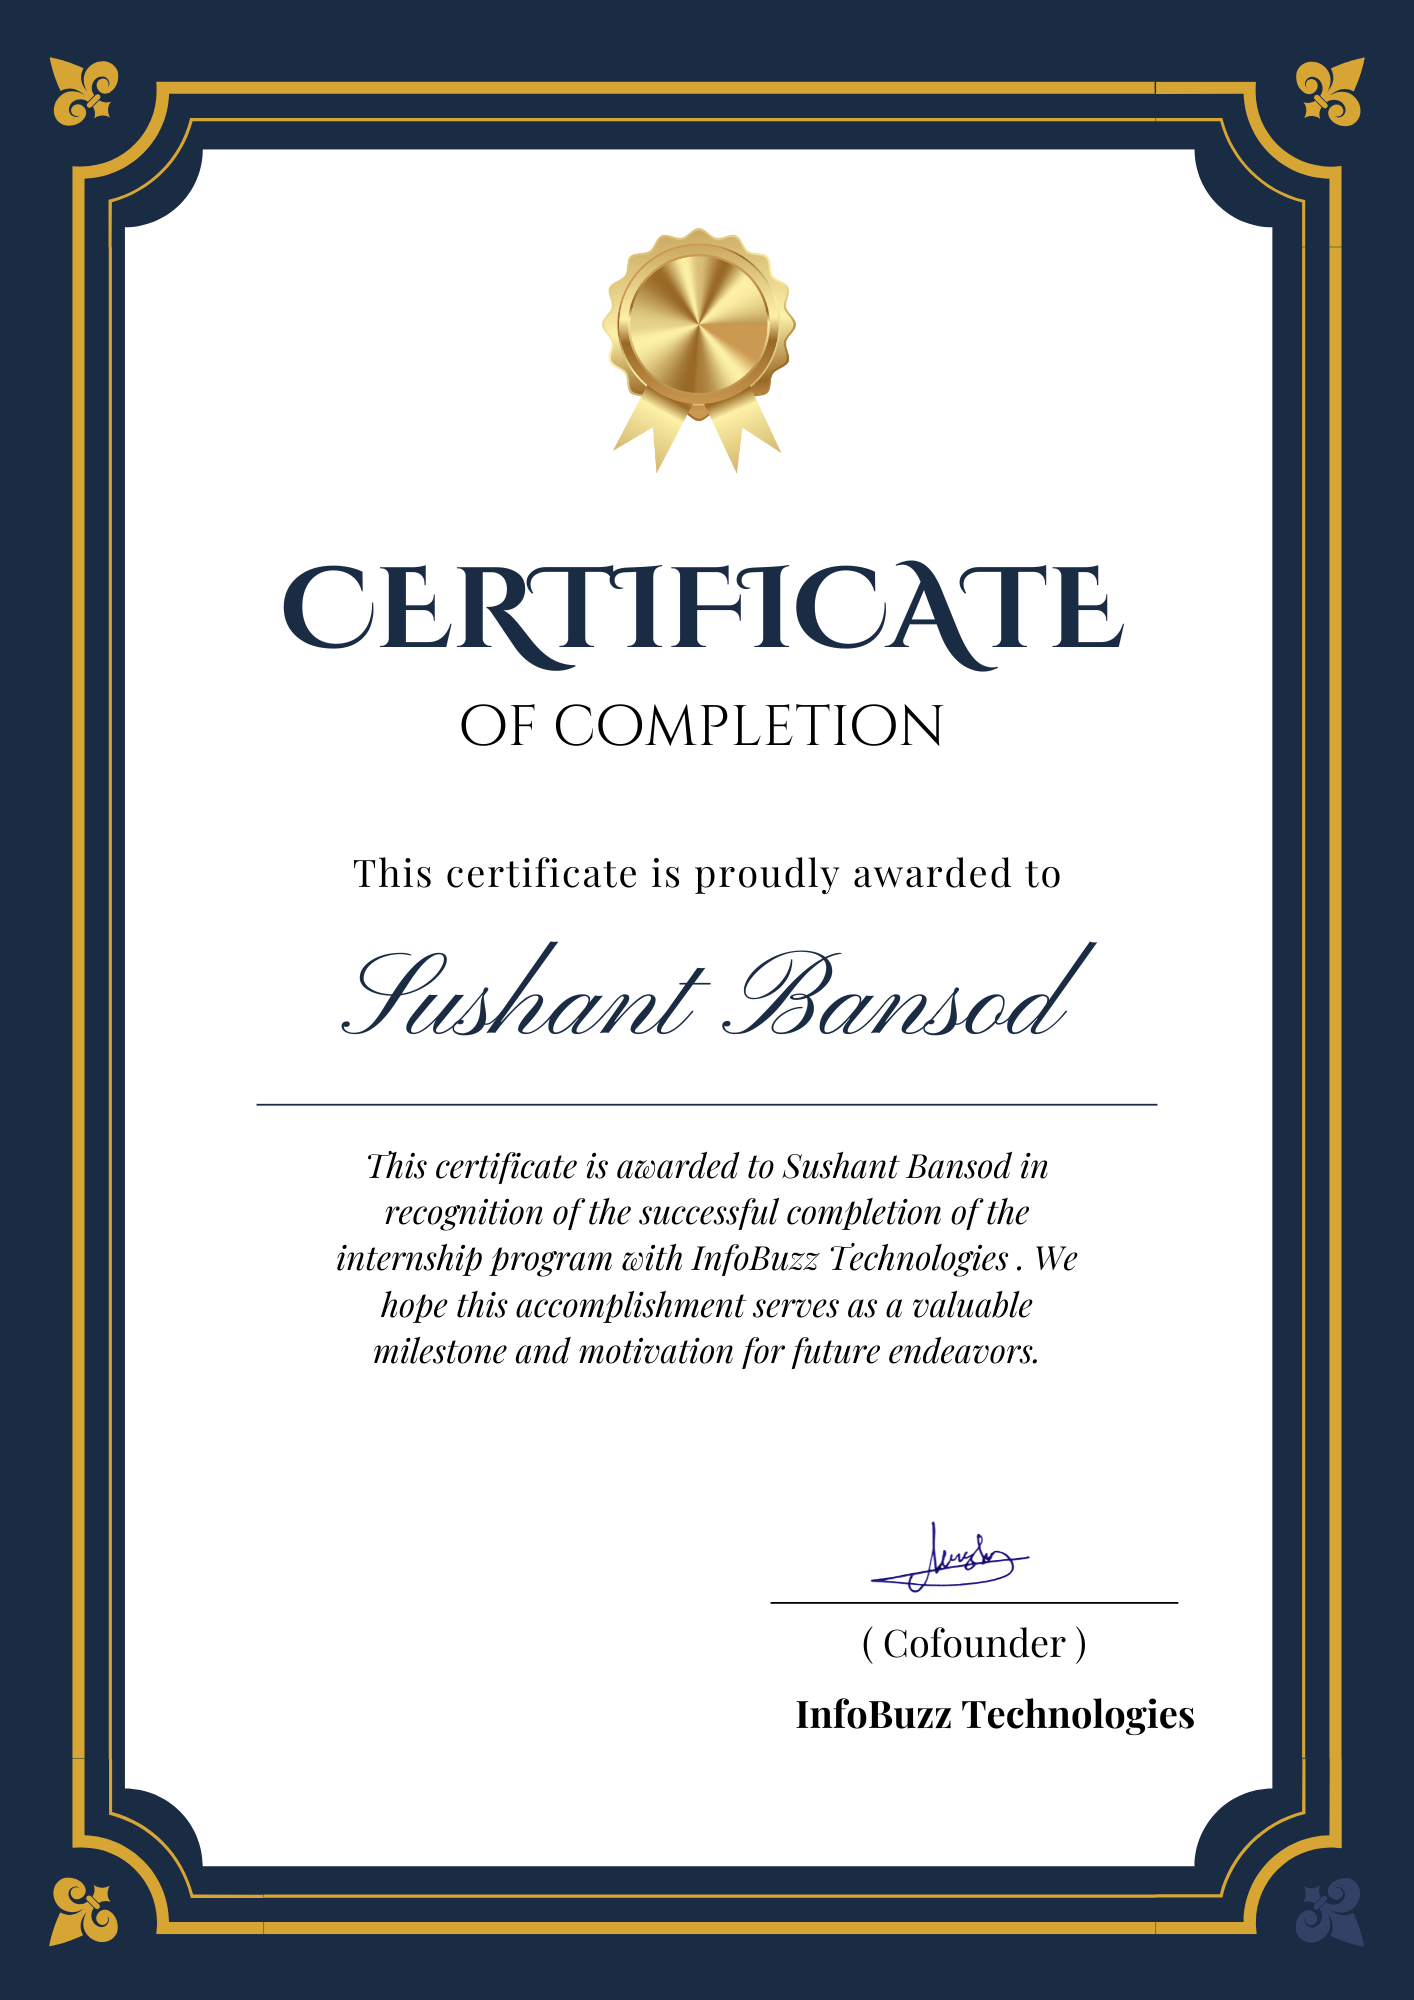 CERTIFICATE
OF COMPLETION
This certificate is proudly awarded to
Sushant Bansod
This certificate is awarded to Sushant Bansod in
recognition of the successful completion of the
internship program with InfoBuzz Technologies . We
hope this accomplishment serves as a valuable
milestone and motivation for future endeavors.
( Cofounder )
InfoBuzz Technologies